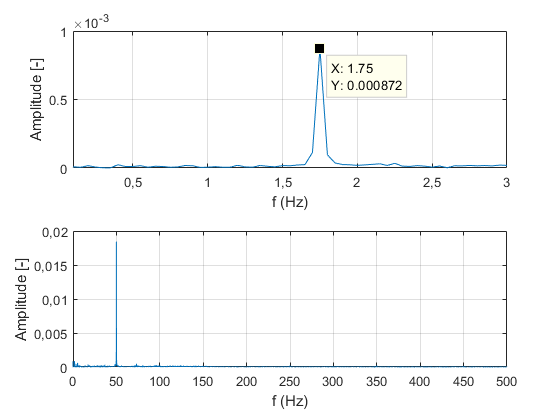 1 ×10⁻³
Amplitude [-]
0.5
0
X: 1.75
Y: 0.000872
0,5 1 1,5 2 2,5 3
f (Hz)
0,02
0,015
Amplitude [-]
0,01
0,005
0
0 50 100 150 200 250 300 350 400 450 500
f (Hz)